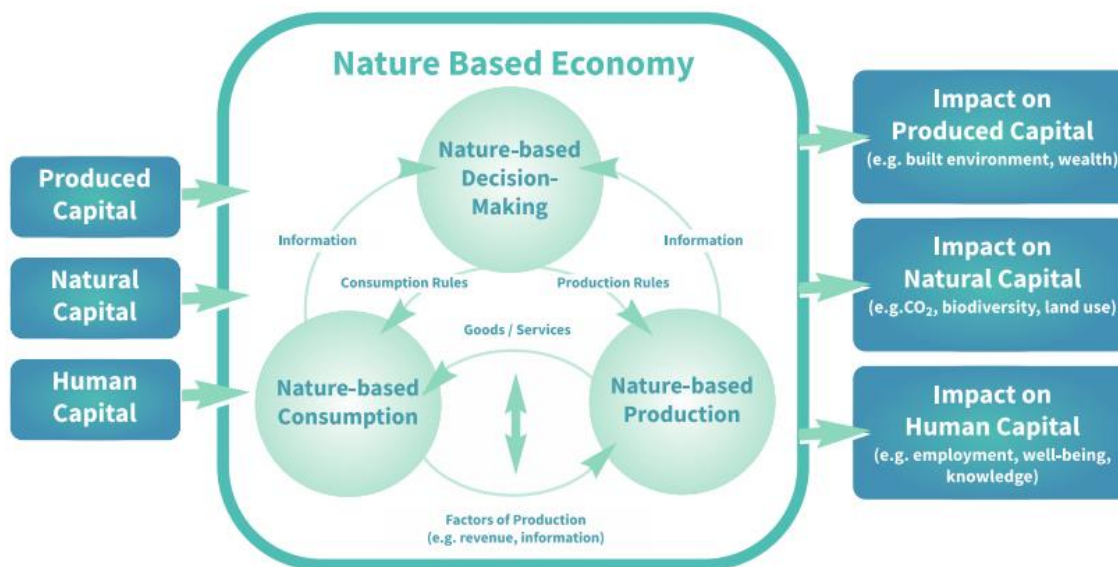 Nature Based Economy
Produced
Capital
Natural
Capital
Human
Capital
Nature-based
Decision-
Making
Information
Information
Consumption Rules
Production Rules
Goods / Services
Nature-based
Consumption
Nature-based
Production
Factors of Production
(e.g. revenue, information)
Impact on
Produced Capital
(e.g. built environment, wealth)
Impact on
Natural Capital
(e.g.CO₂, biodiversity, land use)
Impact on
Human Capital
(e.g. employment, well-being,
knowledge)